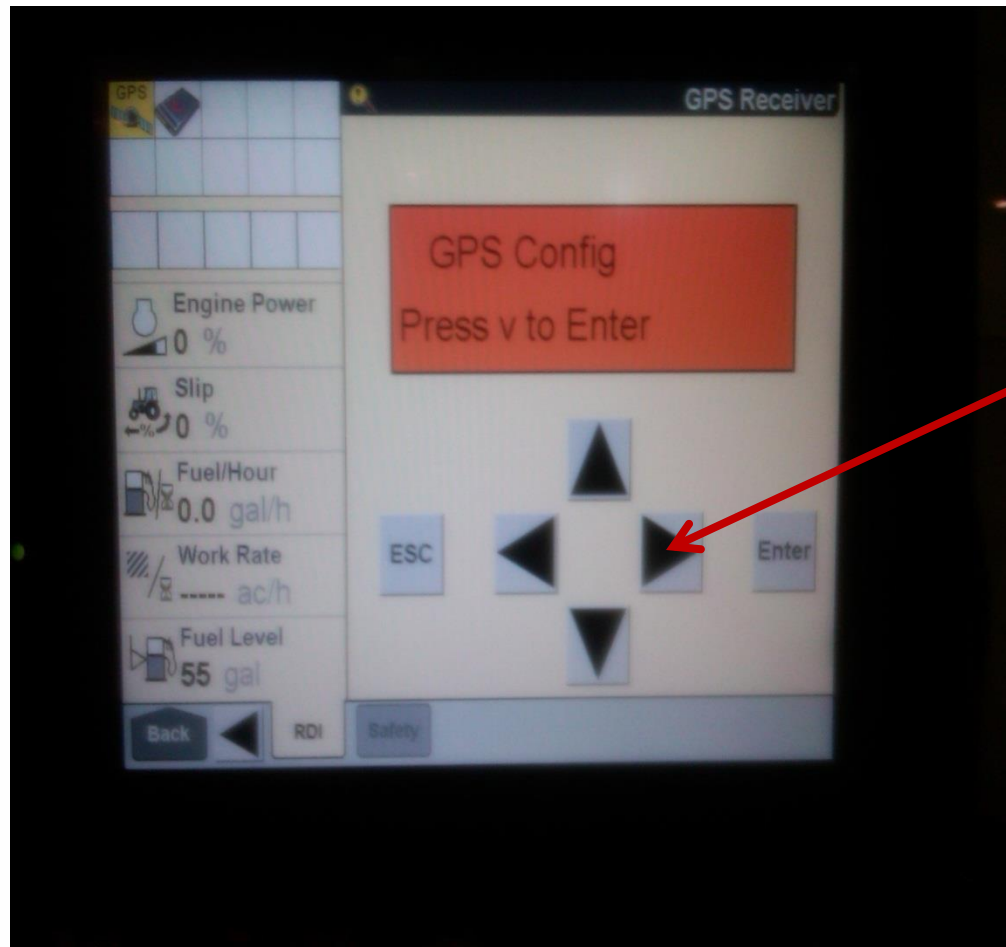 GPS
GPS Receiver
GPS Config
Press v to Enter
Engine Power
0 %
Slip
←%
0 %
Fuel/Hour
0.0 gal/h
Work Rate
----- ac/h
Fuel Level
55 gal
ESC
Enter
Back
RDI
Safety